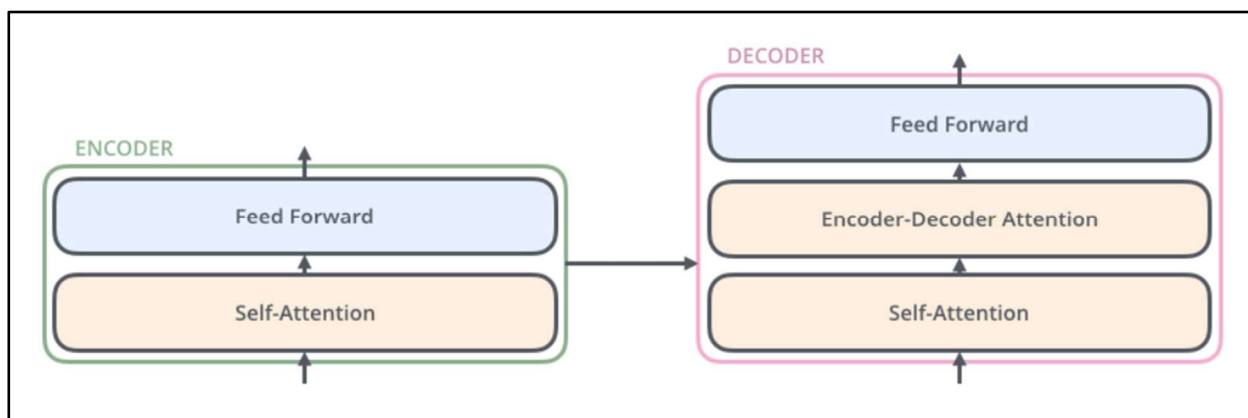 ENCODER
Feed Forward
Self-Attention
DECODER
Feed Forward
Encoder-Decoder Attention
Self-Attention